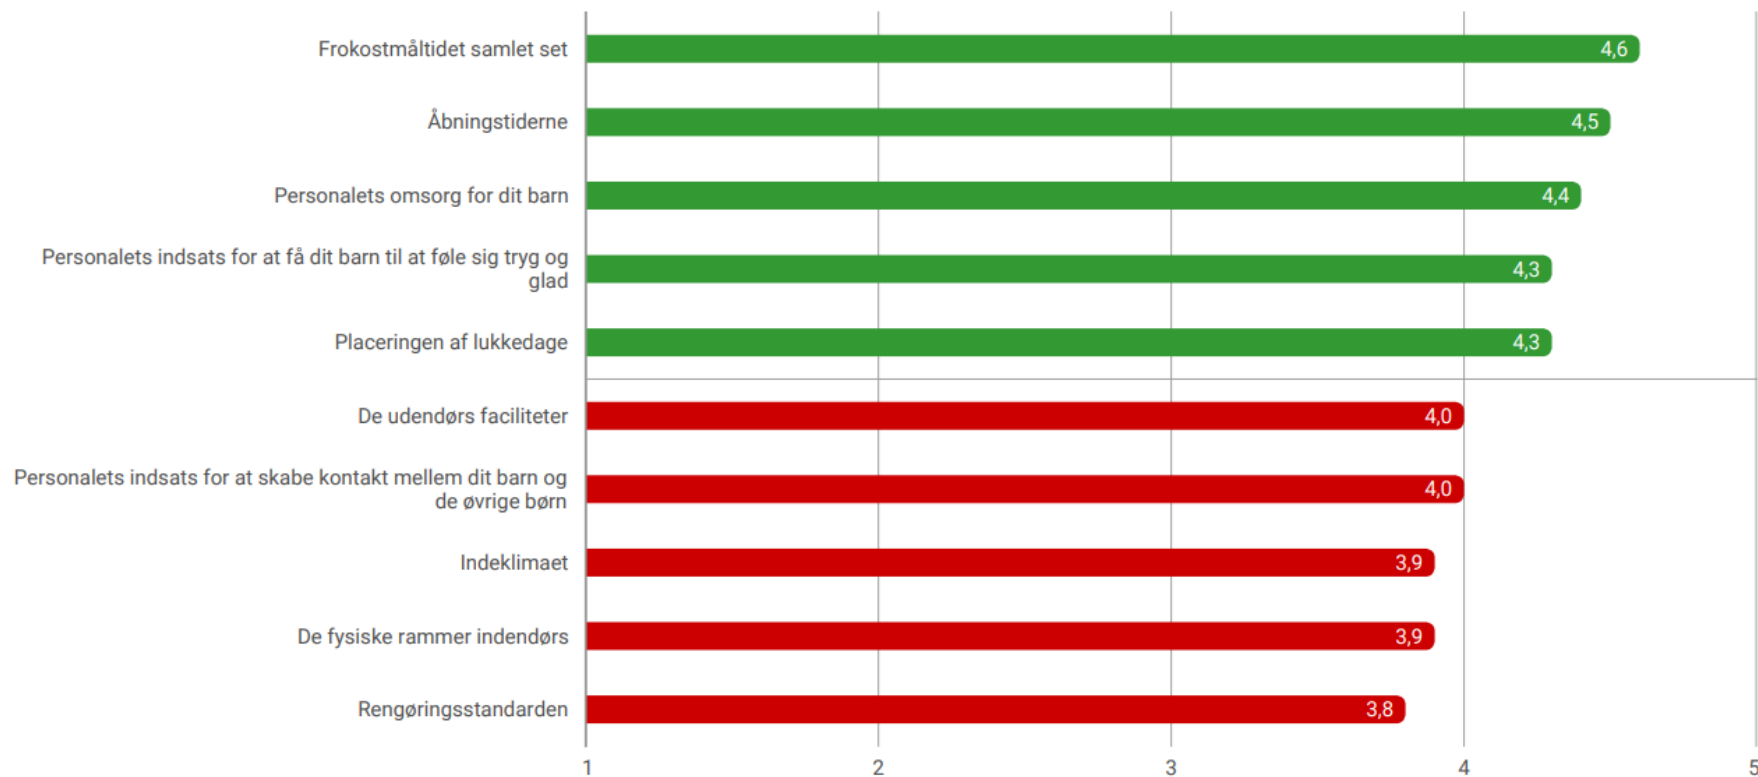 Frokostmåltidet samlet set
4,6
Åbningstiderne
4,5
Personalets omsorg for dit barn
4,4
Personalets indsats for at få dit barn til at føle sig tryg og
glad
4,3
Placeringen af lukkedage
4,3
De udendørs faciliteter
4,0
Personalets indsats for at skabe kontakt mellem dit barn og
de øvrige børn
4,0
Indeklimaet
3,9
De fysiske rammer indendørs
3,9
Rengøringsstandarden
3,8
1 2 3 4 5